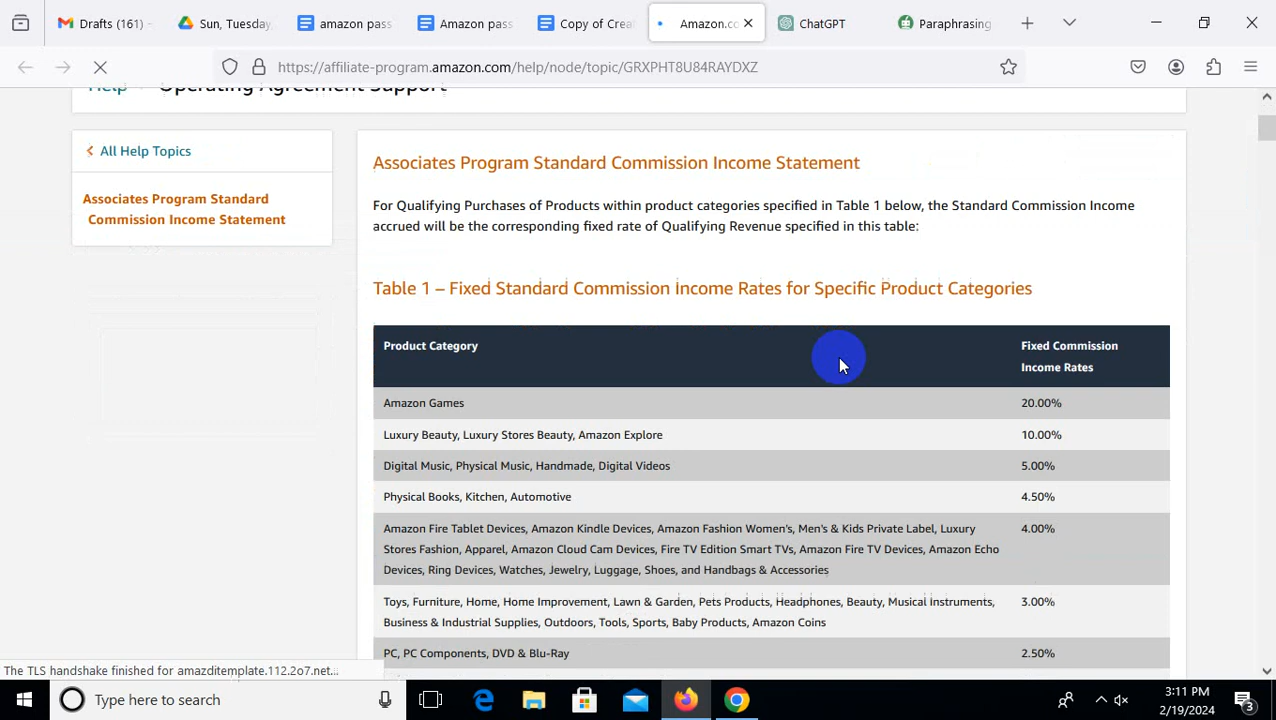 Drafts (161) -
Sun, Tuesday,
amazon pass
Amazon pass
Copy of Crea
Amazon.co
ChatGPT
Paraphrasing
https://affiliate-program.amazon.com/help/node/topic/GRXPHT8U84RAYDXZ
Help
Operating Agreement Support
All Help Topics
Associates Program Standard
Commission Income Statement
Associates Program Standard Commission Income Statement
For Qualifying Purchases of Products within product categories specified in Table 1 below, the Standard Commission Income
accrued will be the corresponding fixed rate of Qualifying Revenue specified in this table:
Table 1 – Fixed Standard Commission Income Rates for Specific Product Categories
Product Category
Fixed Commission
Income Rates
Amazon Games 20.00%
Luxury Beauty, Luxury Stores Beauty, Amazon Explore 10.00%
Digital Music, Physical Music, Handmade, Digital Videos 5.00%
Physical Books, Kitchen, Automotive 4.50%
Amazon Fire Tablet Devices, Amazon Kindle Devices, Amazon Fashion Women's, Men's & Kids Private Label, Luxury 4.00%
Stores Fashion, Apparel, Amazon Cloud Cam Devices, Fire TV Edition Smart TVs, Amazon Fire TV Devices, Amazon Echo
Devices, Ring Devices, Watches, Jewelry, Luggage, Shoes, and Handbags & Accessories
Toys, Furniture, Home, Home Improvement, Lawn & Garden, Pets Products, Headphones, Beauty, Musical Instruments, 3.00%
Business & Industrial Supplies, Outdoors, Tools, Sports, Baby Products, Amazon Coins
PC, PC Components, DVD & Blu-Ray 2.50%
The TLS handshake finished for amazditemplate.112.2o7.net...
Type here to search
3:11 PM
2/19/2024
3